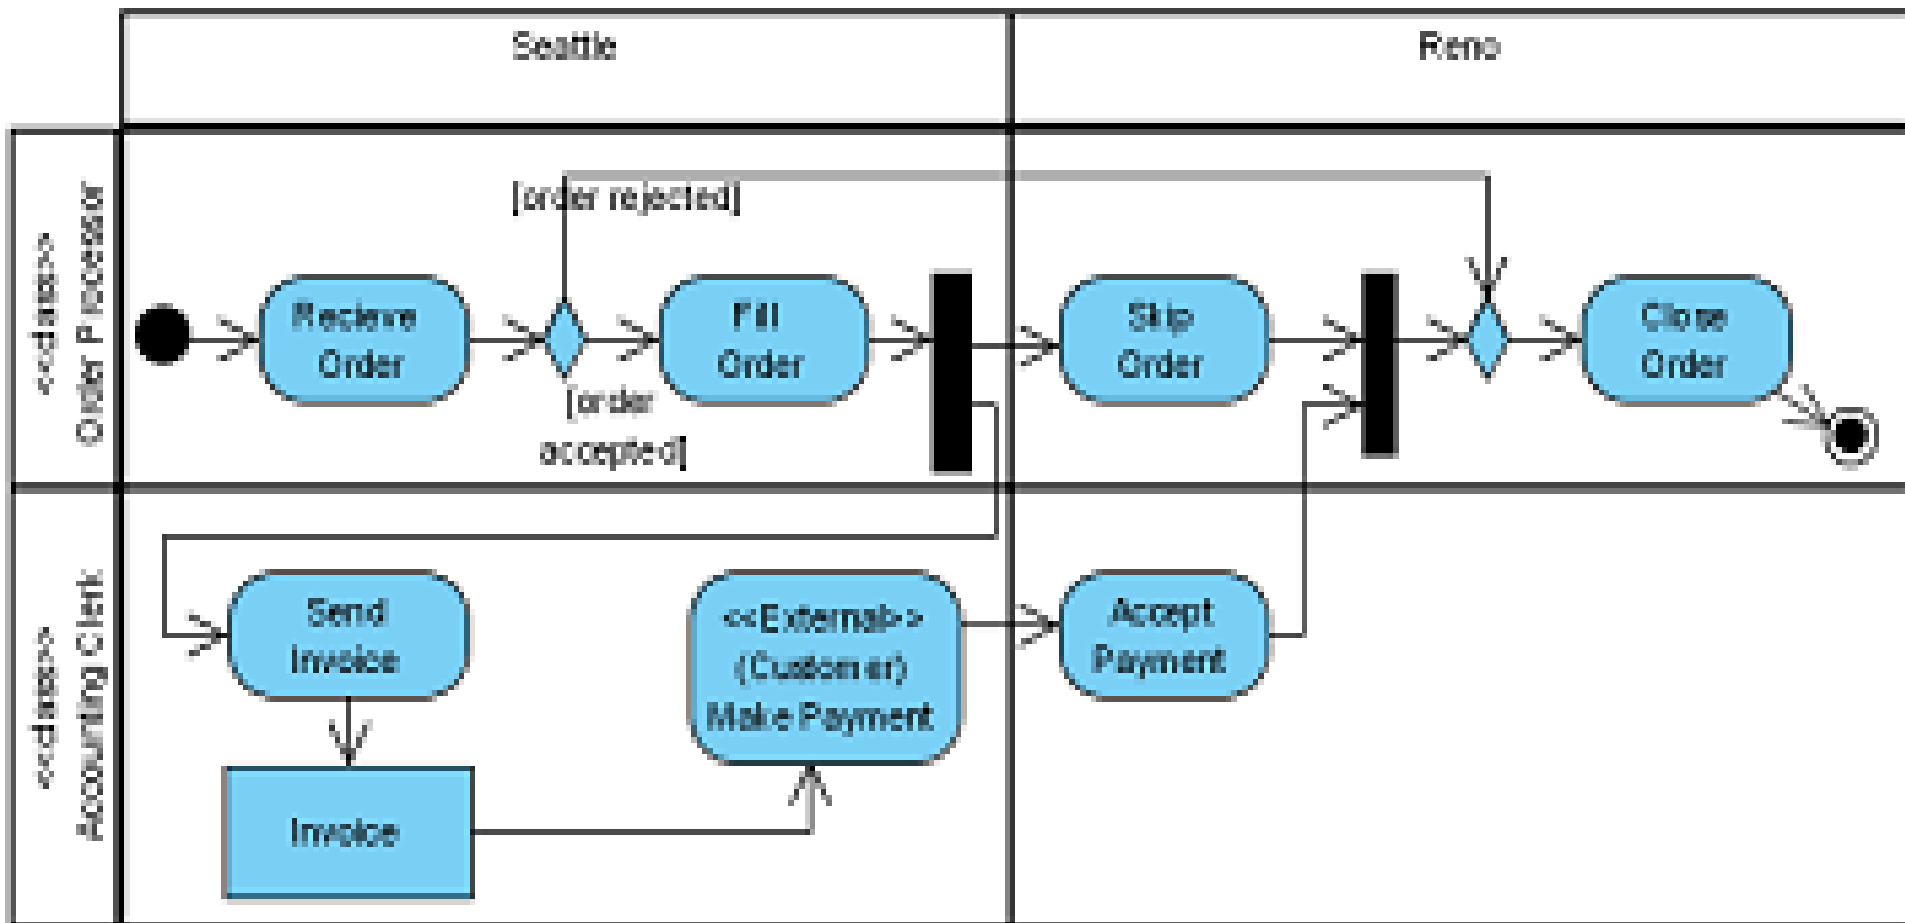 Seattle
Reno
<<class>>
Order Processor
[order rejected]
Recieve
Order
Fill
Order
[order
accepted]
Skip
Order
Close
Order
<<class>>
Accounting Clerk
Send
Invoice
<<External>>
(Customer)
Make Payment
Accept
Payment
Invoice